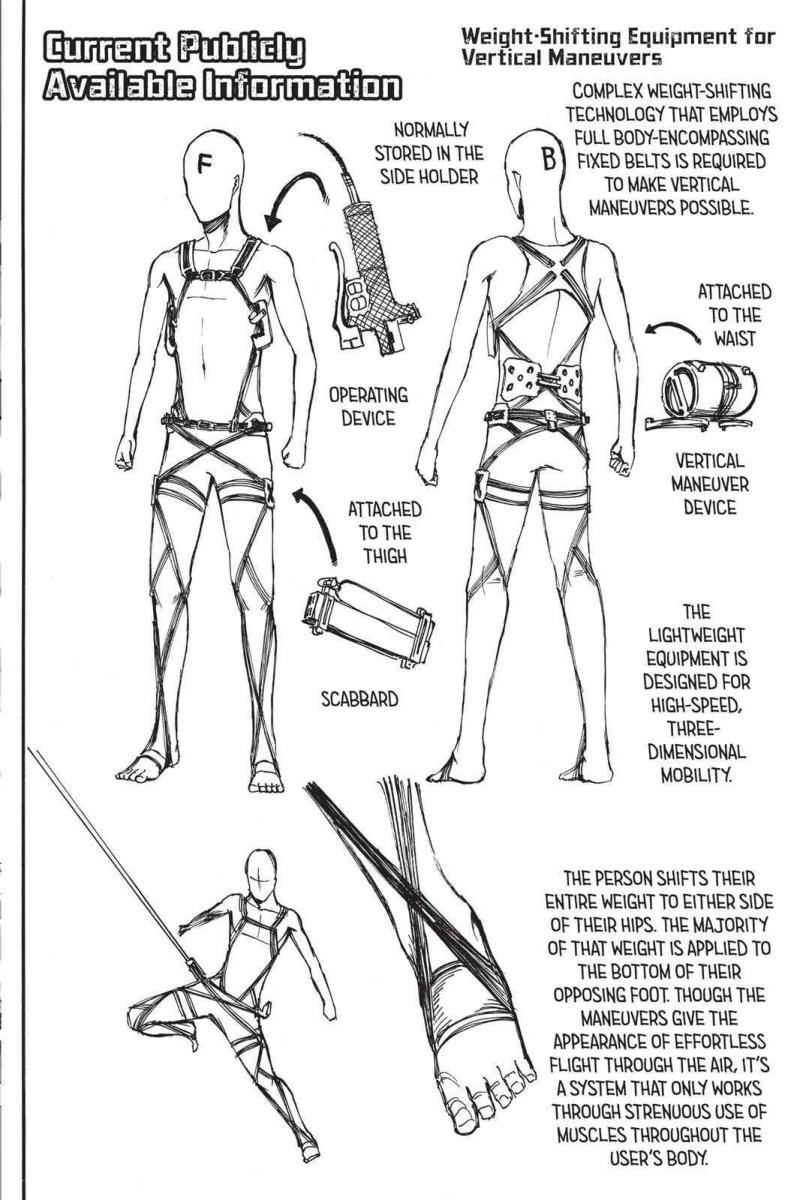 Current Publicly
Available Information
Weight-Shifting Equipment for
Vertical Maneuvers
COMPLEX WEIGHT-SHIFTING
TECHNOLOGY THAT EMPLOYS
FULL BODY-ENCOMPASSING
FIXED BELTS IS REQUIRED
TO MAKE VERTICAL
MANEUVERS POSSIBLE.
NORMALLY
STORED IN THE
SIDE HOLDER
F
B
OPERATING
DEVICE
ATTACHED
TO THE
WAIST
VERTICAL
MANEUVER
DEVICE
ATTACHED
TO THE
THIGH
SCABBARD
THE
LIGHTWEIGHT
EQUIPMENT IS
DESIGNED FOR
HIGH-SPEED,
THREE-
DIMENSIONAL
MOBILITY.
THE PERSON SHIFTS THEIR
ENTIRE WEIGHT TO EITHER SIDE
OF THEIR HIPS. THE MAJORITY
OF THAT WEIGHT IS APPLIED TO
THE BOTTOM OF THEIR
OPPOSING FOOT. THOUGH THE
MANEUVERS GIVE THE
APPEARANCE OF EFFORTLESS
FLIGHT THROUGH THE AIR, IT'S
A SYSTEM THAT ONLY WORKS
THROUGH STRENUOUS USE OF
MUSCLES THROUGHOUT THE
USER'S BODY.